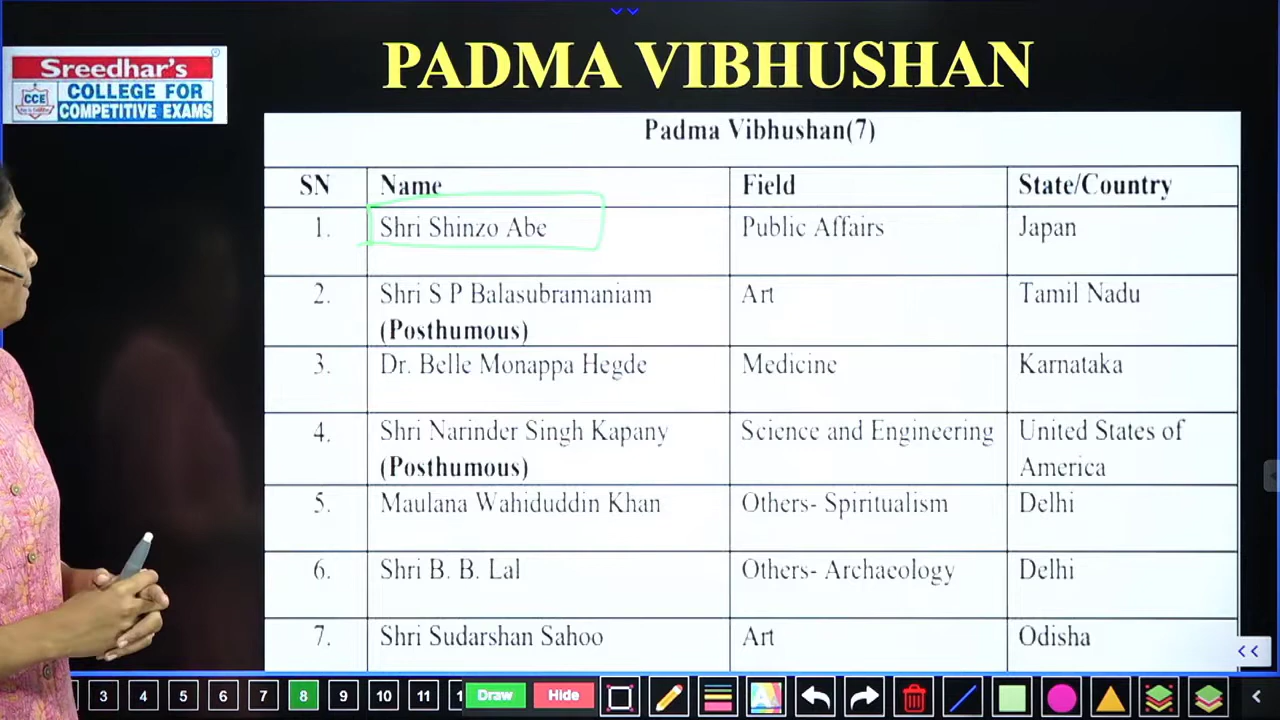 PADMA VIBHUSHAN
Sreedhar's
CCE
COLLEGE FOR
COMPETITIVE EXAMS
Padma Vibhushan(7)
SN Name Field State/Country
1. Shri Shinzo Abe Public Affairs Japan
2. Shri S P Balasubramaniam Art Tamil Nadu
(Posthumous)
3. Dr. Belle Monappa Hegde Medicine Karnataka
4. Shri Narinder Singh Kapany Science and Engineering United States of
(Posthumous) America
5. Maulana Wahiduddin Khan Others- Spiritualism Delhi
6. Shri B. B. Lal Others- Archaeology Delhi
7. Shri Sudarshan Sahoo Art Odisha
3 4 5 6 7 8 9 10 11 1 Draw Hide